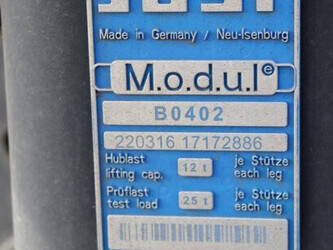 JOST
Made in Germany / Neu-Isenburg
M.o.d.u.l®
B0402
220316 17172886
Hublast 12 t je Stütze
lifting cap. each leg
Prüflast 25 t je Stütze
test load each leg